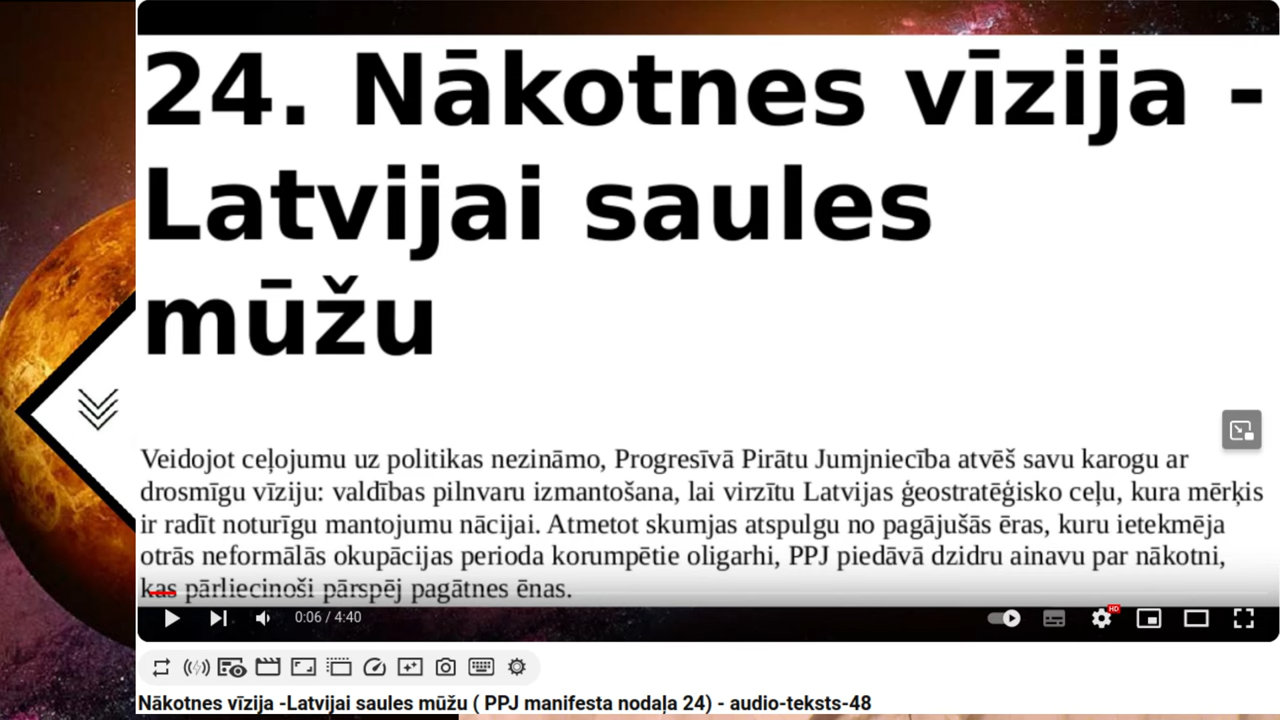 24. Nākotnes vīzija -
Latvijai saules
mūžu
Veidojot ceļojumu uz politikas nezināmo, Progresīvā Pirātu Jumjniecība atvēš savu karogu ar
drosmīgu vīziju: valdības pilnvaru izmantošana, lai virzītu Latvijas ģeostratēģisko ceļu, kura mērķis
ir radīt noturīgu mantojumu nācijai. Atmetot skumjas atspulgu no pagājušās ēras, kuru ietekmēja
otrās neformālās okupācijas perioda korumpētie oligarhi, PPJ piedāvā dzidru ainavu par nākotni,
kas pārliecinoši pārspēj pagātnes ēnas.
0:06 / 4:40
HD
Nākotnes vīzija -Latvijai saules mūžu ( PPJ manifesta nodaļa 24) - audio-teksts-48